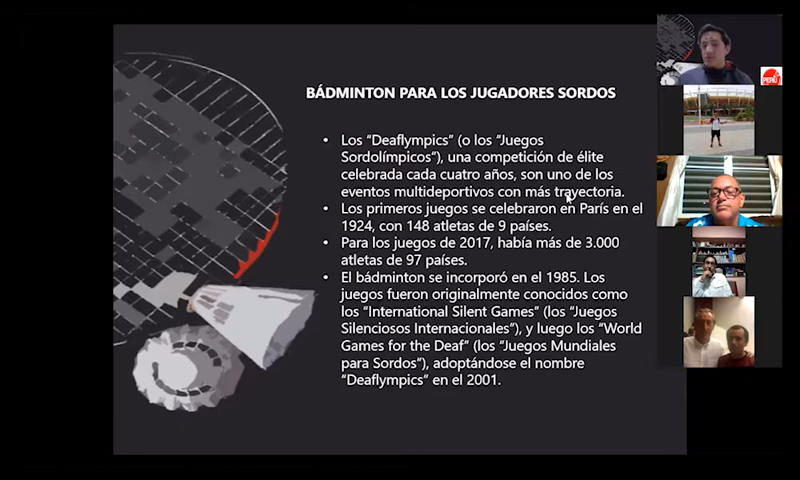 BÁDMINTON PARA LOS JUGADORES SORDOS
• Los “Deaflympics” (o los “Juegos
Sordolímpicos”), una competición de élite
celebrada cada cuatro años, son uno de los
eventos multideportivos con más trayectoria.
• Los primeros juegos se celebraron en París en el
1924, con 148 atletas de 9 países.
• Para los juegos de 2017, había más de 3.000
atletas de 97 países.
• El bádminton se incorporó en el 1985. Los
juegos fueron originalmente conocidos como
los “International Silent Games” (los “Juegos
Silenciosos Internacionales”), y luego los “World
Games for the Deaf” (los “Juegos Mundiales
para Sordos”), adoptándose el nombre
“Deaflympics” en el 2001.
PERÚ